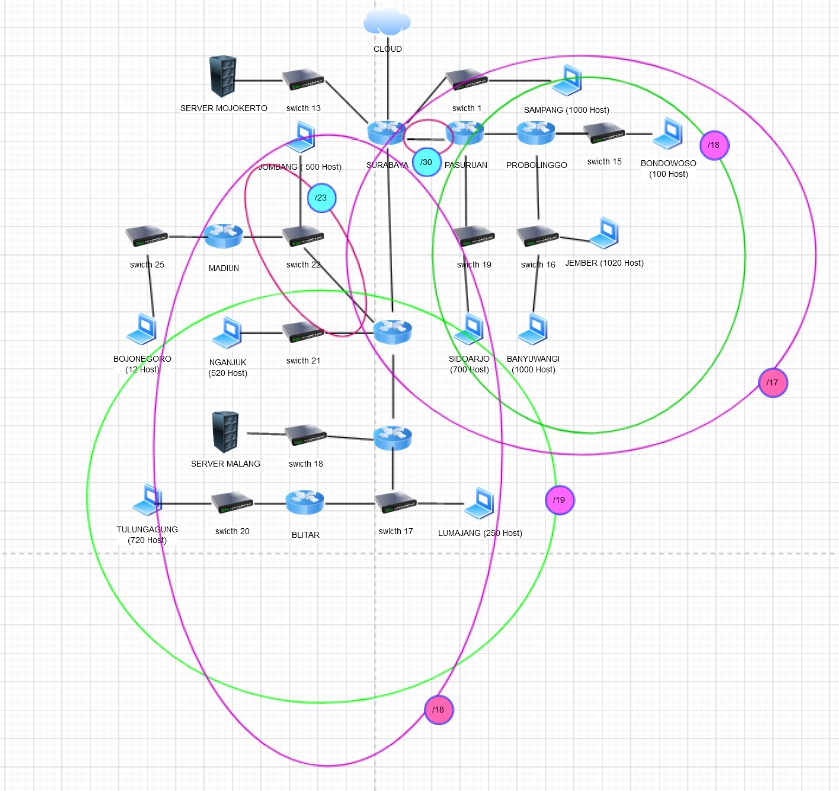 CLOUD
SERVER MOJOKERTO
swicth 13
swicth 1
SAMPANG (1000 Host)
SURABAYA
/30
PASURUAN
PROBOLINGGO
swicth 15
BONDOWOSO
(100 Host)
/18
JOMBANG ( 500 Host)
/23
swicth 25
MADIUN
swicth 22
swicth 19
swicth 16
JEMBER (1020 Host)
BOJONEGORO
(12 Host)
NGANJUK
(520 Host)
swicth 21
SIDOARJO
(700 Host)
BANYUWANGI
(1000 Host)
/17
SERVER MALANG
swicth 18
/19
TULUNGAGUNG
(720 Host)
swicth 20
BLITAR
swicth 17
LUMAJANG (250 Host)
/18